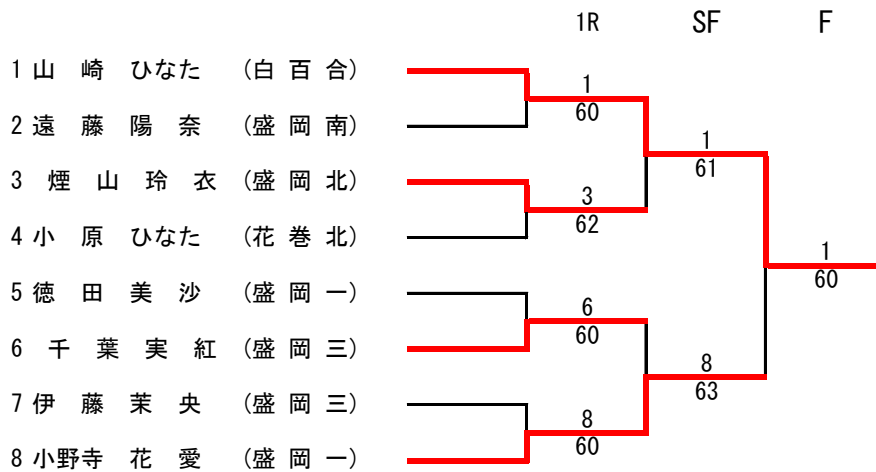 1R SF F
1 山 崎 ひなた (白 百 合)
1
60
2 遠 藤 陽 奈 (盛 岡 南)
1
61
3 煙 山 玲 衣 (盛 岡 北)
3
62
4 小 原 ひなた (花 巻 北)
1
60
5 徳 田 美 沙 (盛 岡 一)
6
60
6 千 葉 実 紅 (盛 岡 三)
8
63
7 伊 藤 茉 央 (盛 岡 三)
8
60
8 小野寺 花 愛 (盛 岡 一)